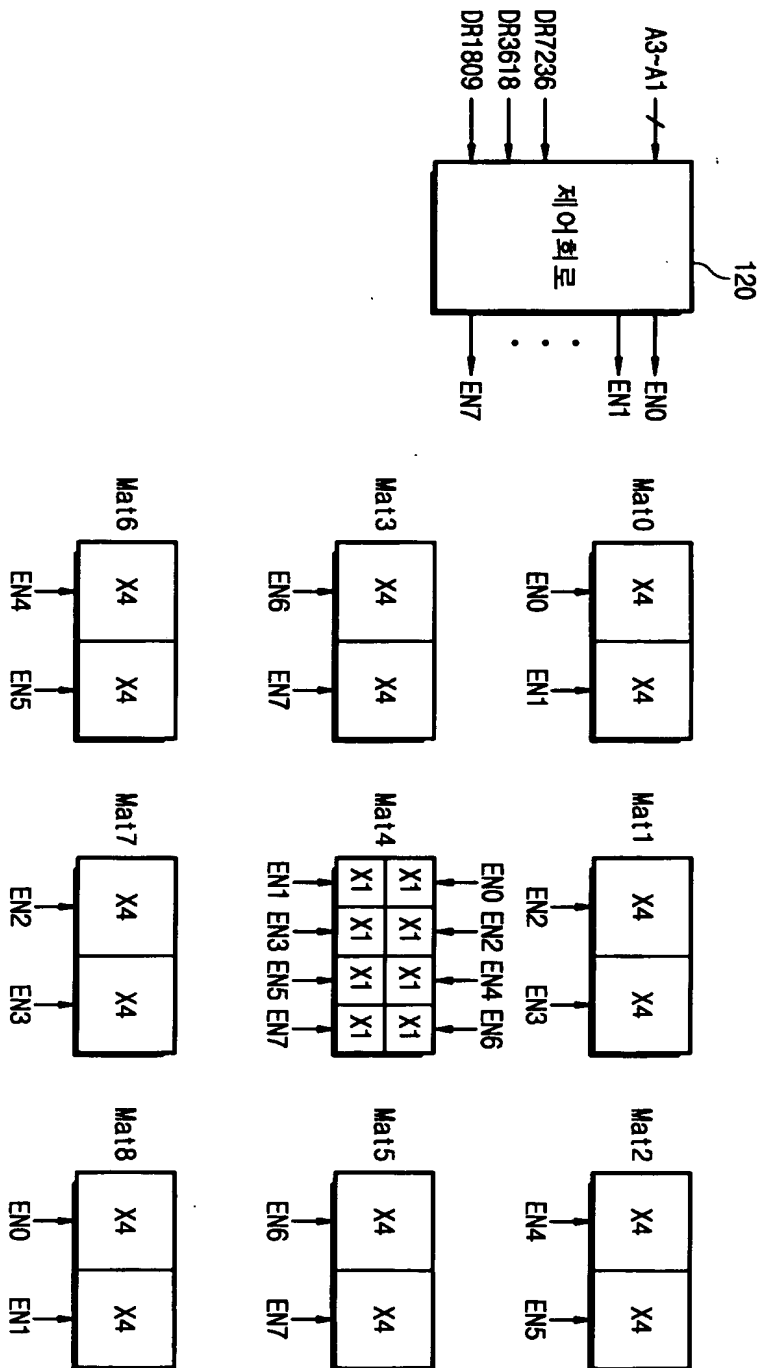 A3~A1
DR7236
DR3618
DR1809
제어회로
120
EN0
EN1
EN7
Mat0
X4 X4
EN0 EN1
Mat1
X4 X4
EN2 EN3
Mat2
X4 X4
EN4 EN5
Mat3
X4 X4
EN6 EN7
Mat4
EN0 EN2 EN4 EN6
X1 X1 X1 X1
X1 X1 X1 X1
EN1 EN3 EN5 EN7
Mat5
X4 X4
EN6 EN7
Mat6
X4 X4
EN4 EN5
Mat7
X4 X4
EN2 EN3
Mat8
X4 X4
EN0 EN1